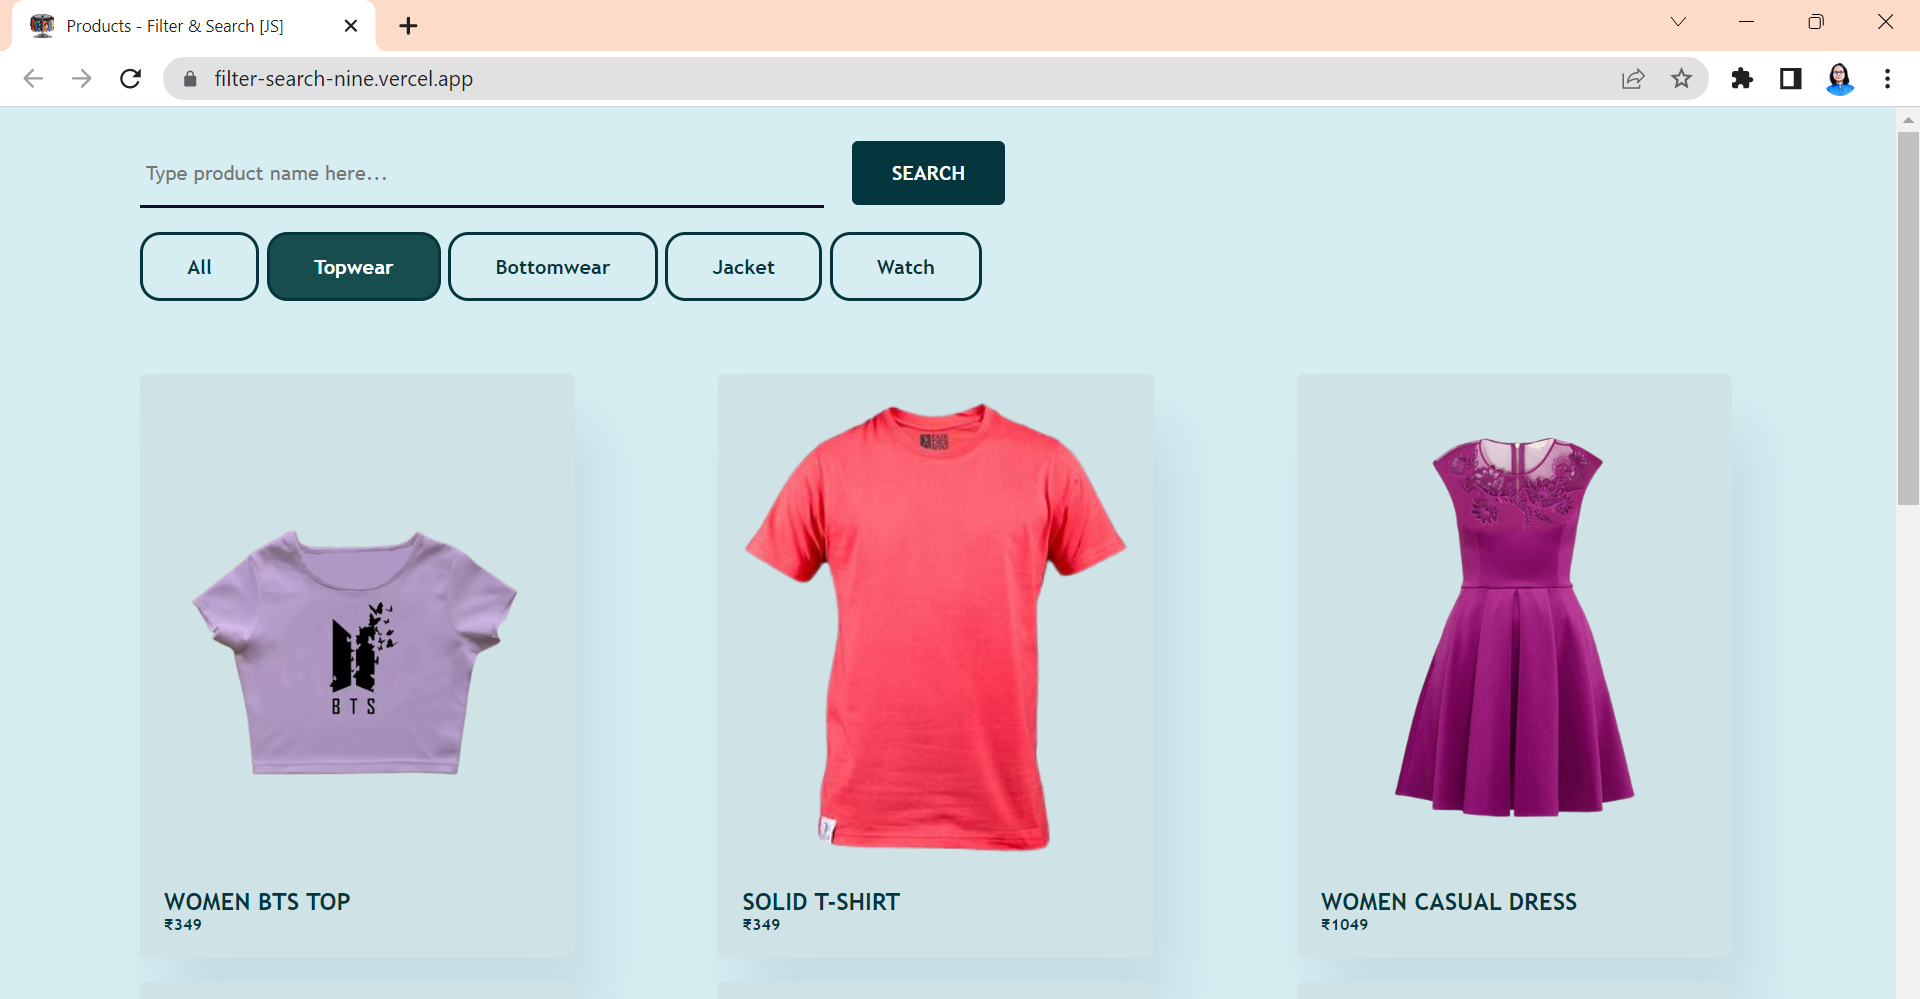 Products - Filter & Search [JS]
filter-search-nine.vercel.app
Type product name here...
SEARCH
All
Topwear
Bottomwear
Jacket
Watch
BTS
WOMEN BTS TOP
₹349
SOLID T-SHIRT
₹349
WOMEN CASUAL DRESS
₹1049